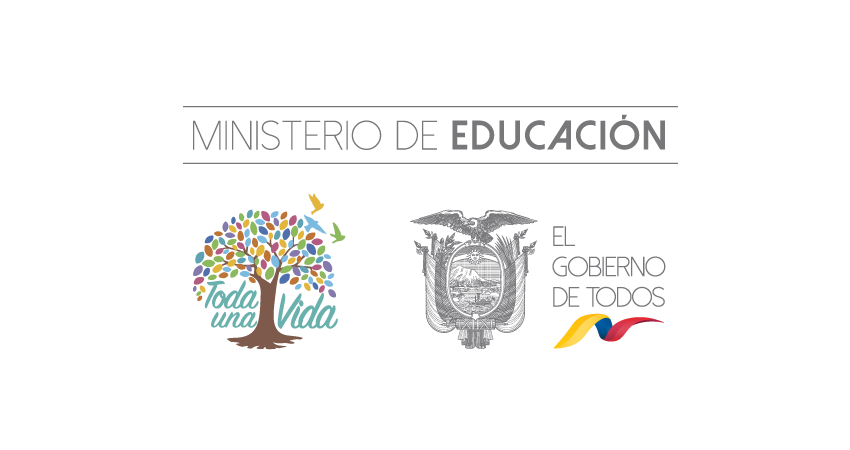 MINISTERIO DE EDUCACIÓN
Toda
una Vida
EL
GOBIERNO
DE TODOS